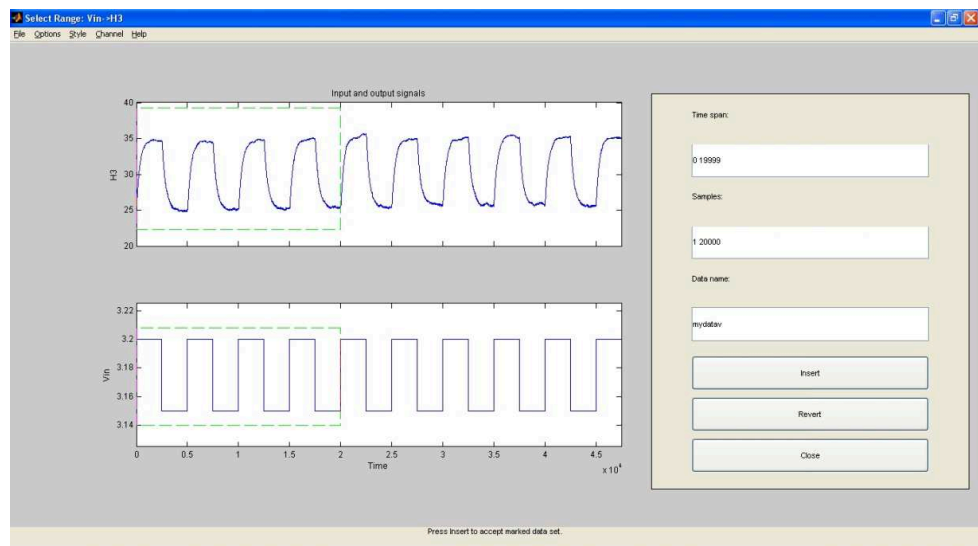 Select Range: Vin->H3
File Options Style Channel Help
Input and output signals
40
35
30
25
20
H3
3.22
3.2
3.18
3.16
3.14
Vin
0 0.5 1 1.5 2 2.5 3 3.5 4 4.5
Time
x 10⁴
Time span:
0 19999
Samples:
1 20000
Data name:
mydatav
Insert
Revert
Close
Press Insert to accept marked data set.